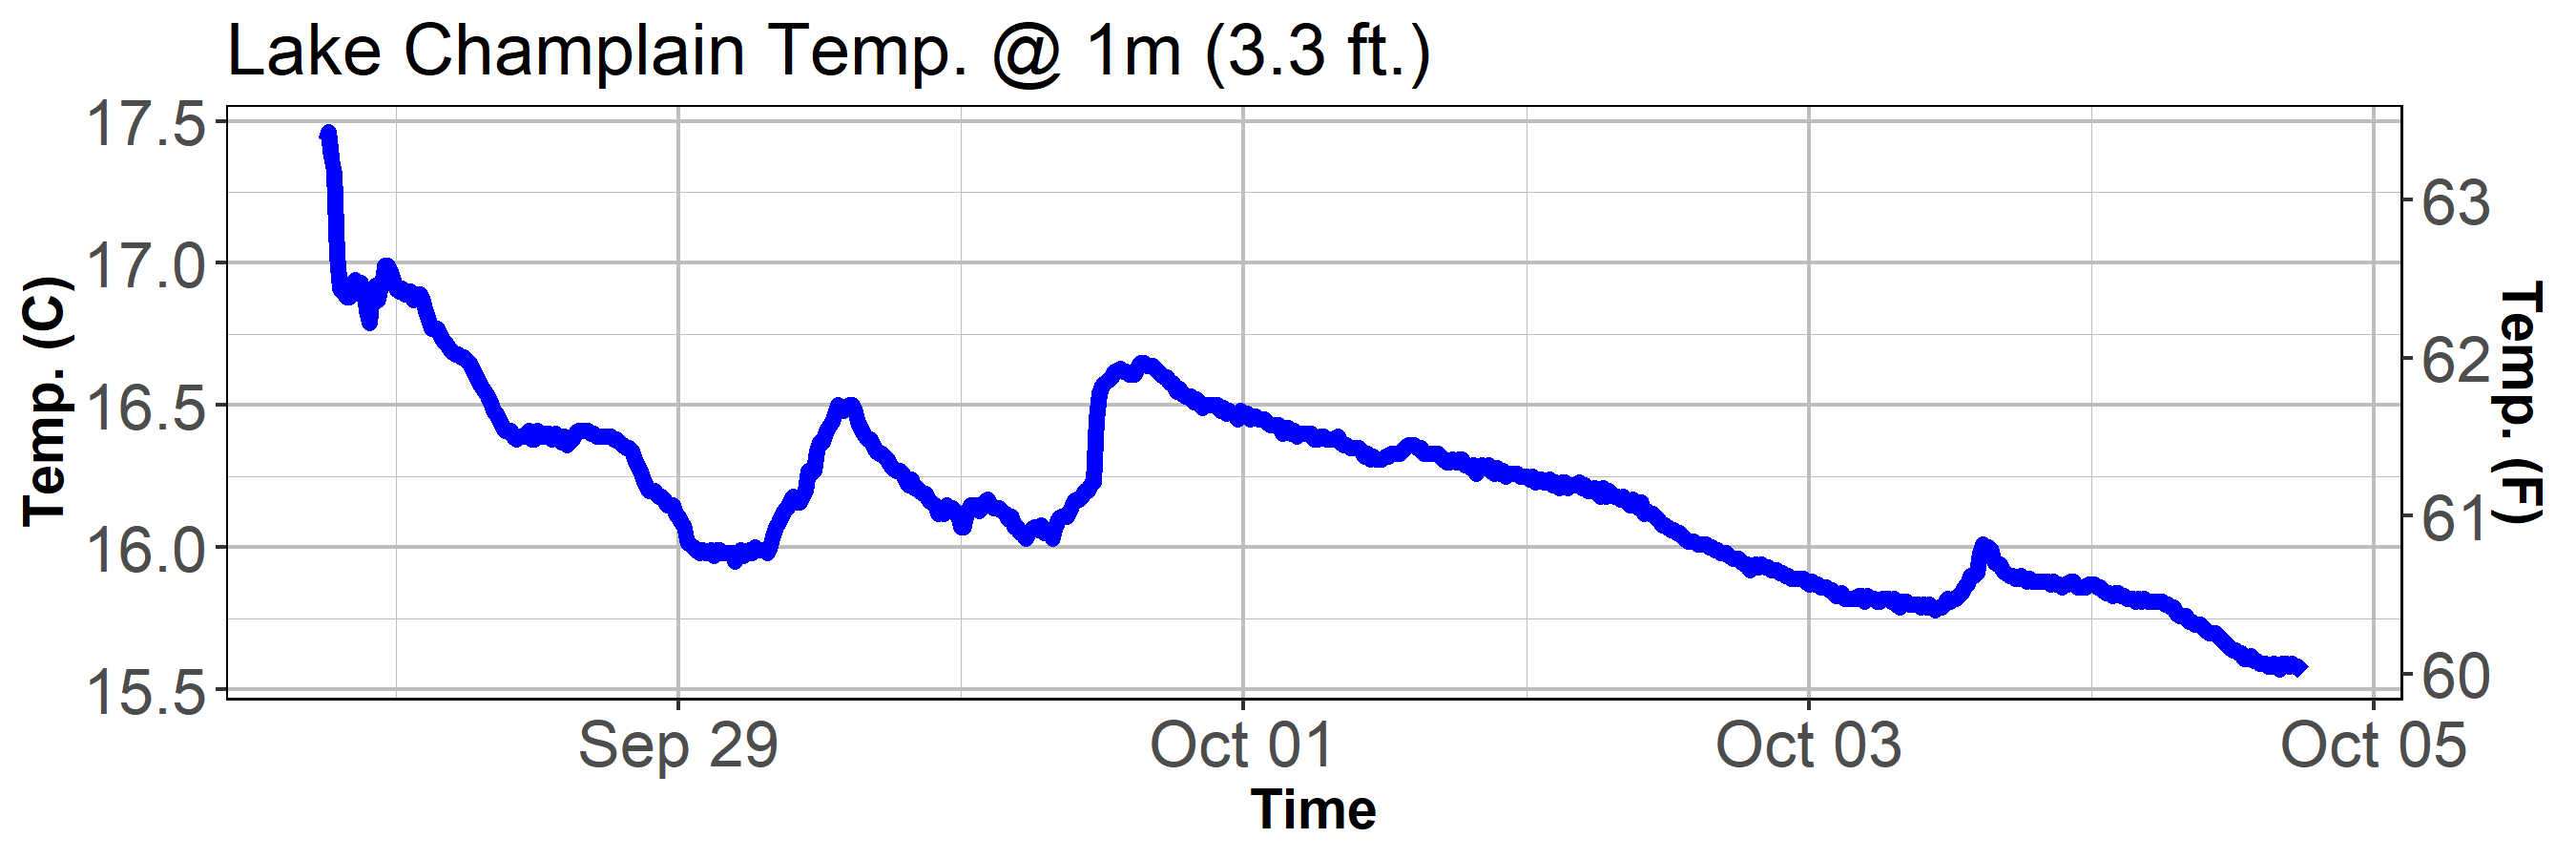 Lake Champlain Temp. @ 1m (3.3 ft.)
17.5
17.0
16.5
16.0
15.5
Temp. (C)
63
62
61
60
Temp. (F)
Sep 29 Oct 01 Oct 03 Oct 05
Time